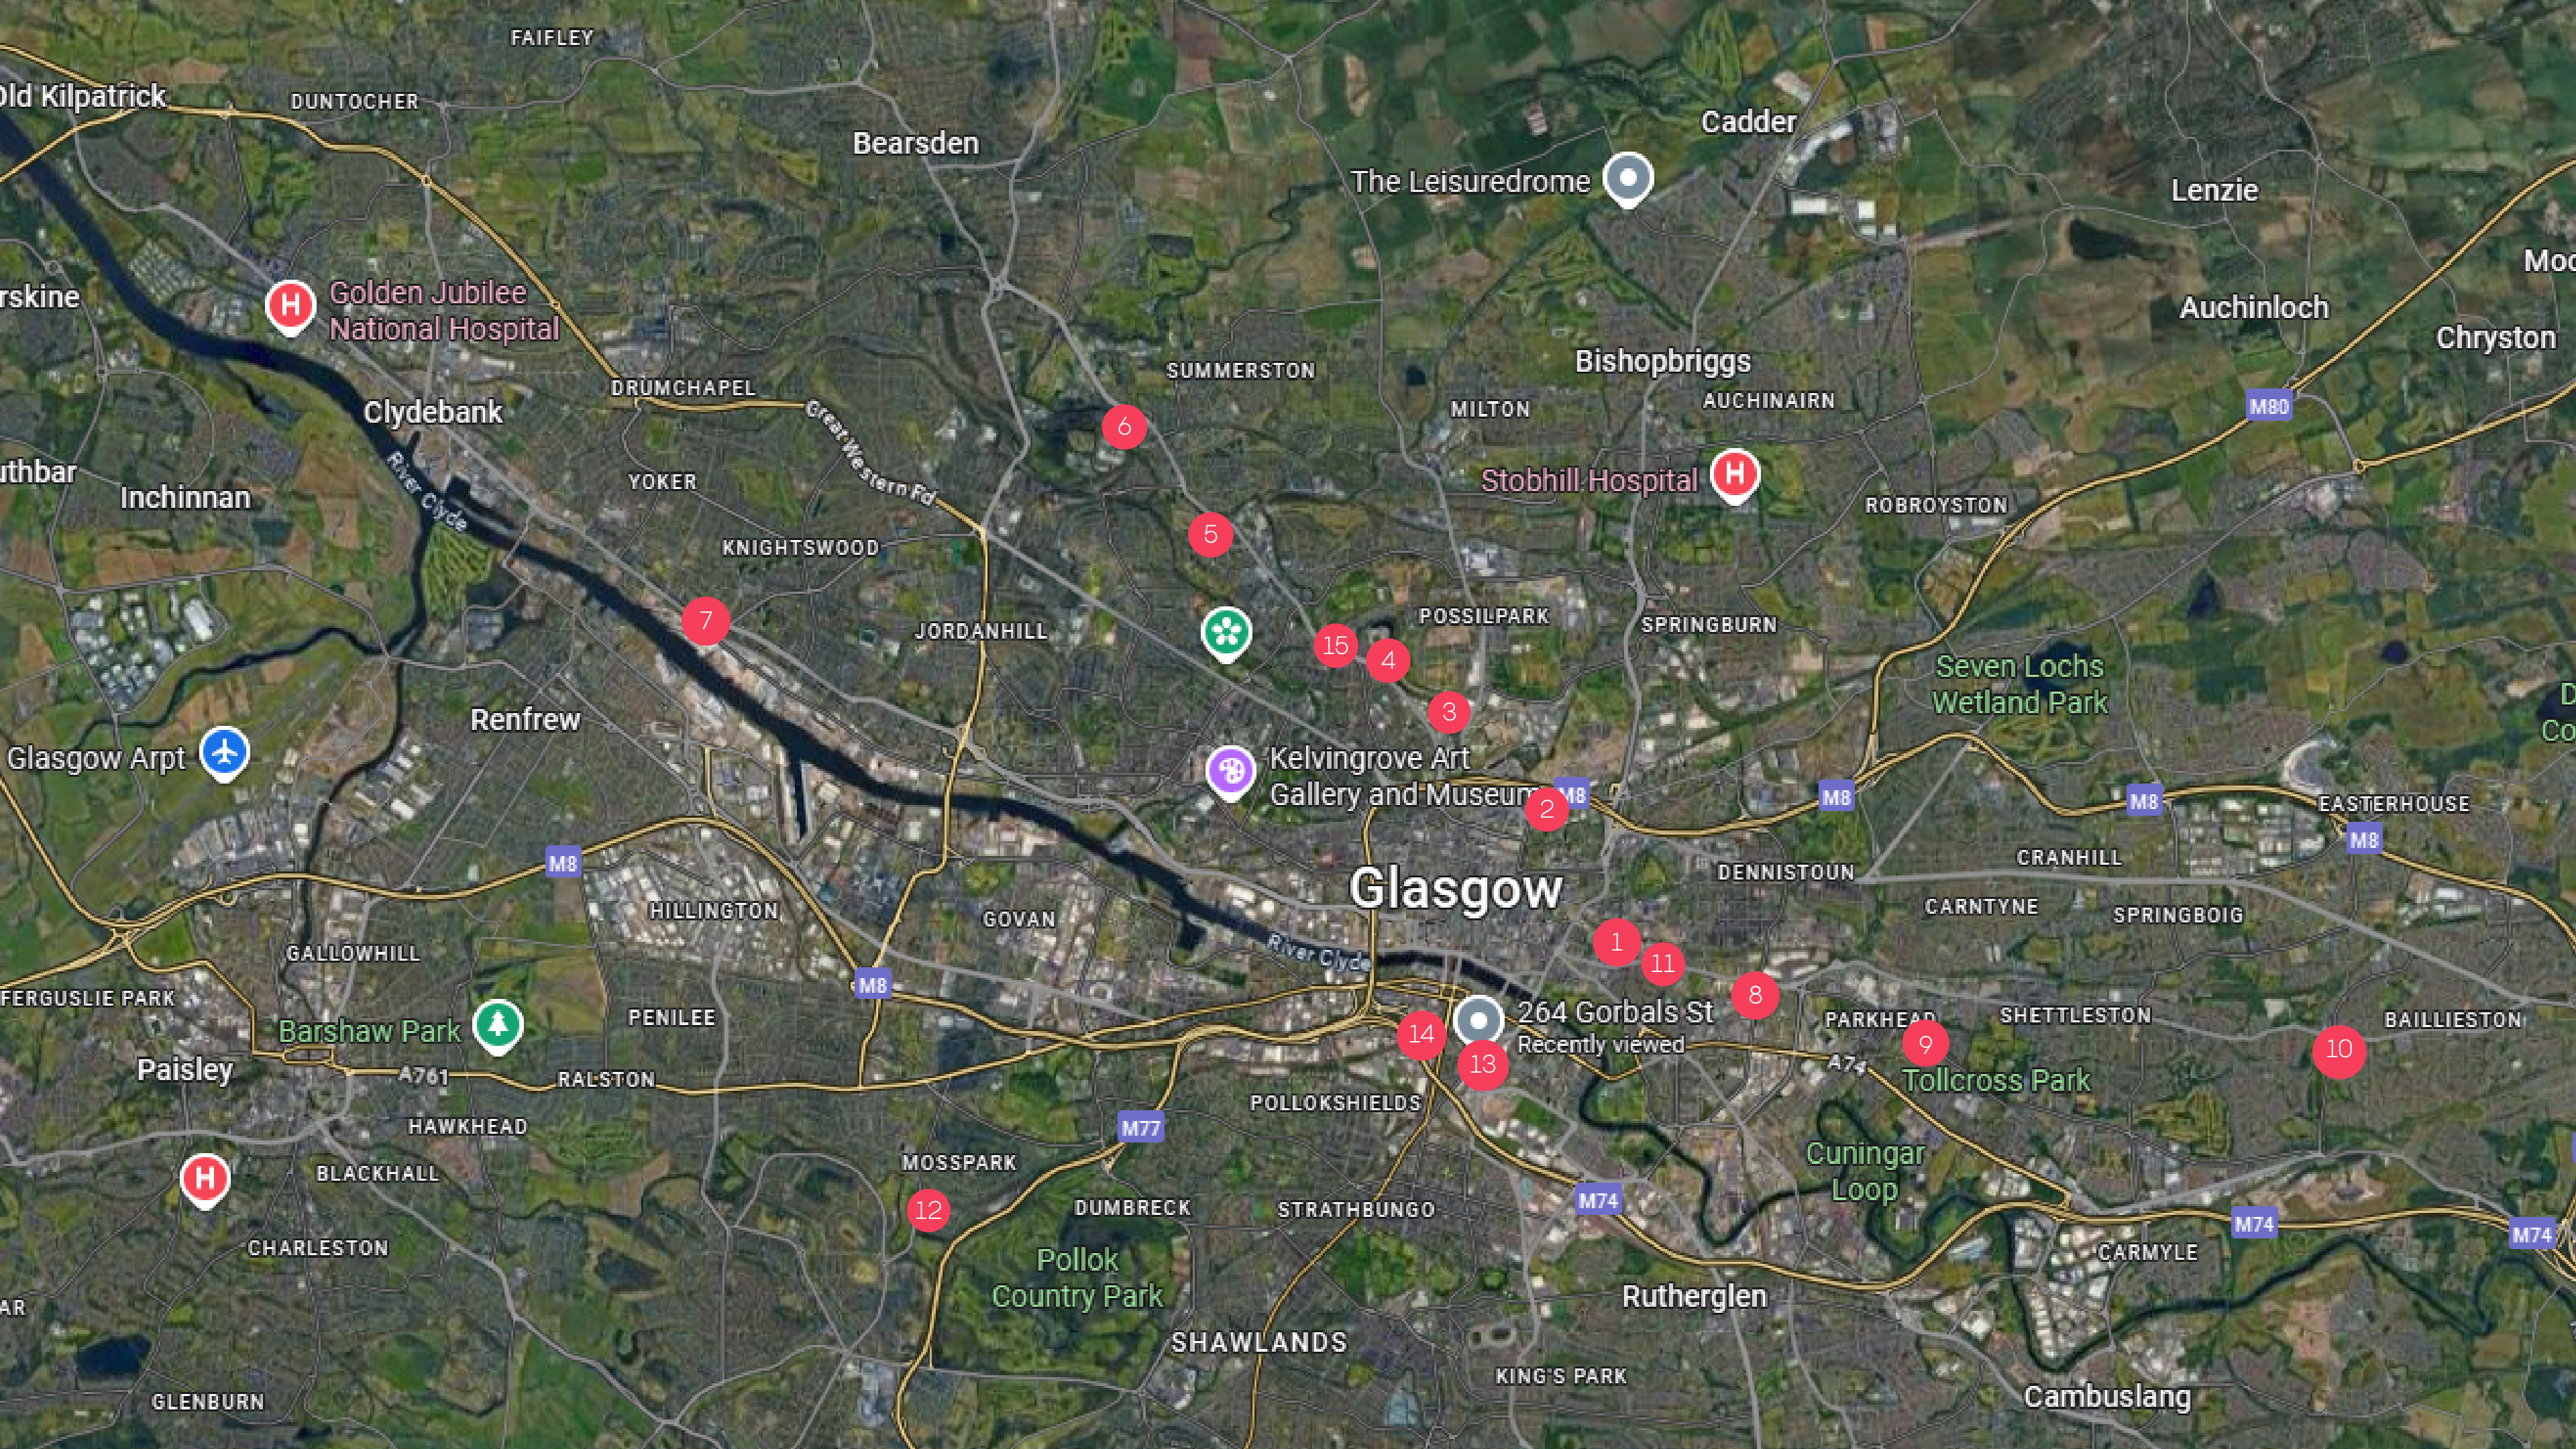 FAIFLEY
Old Kilpatrick
DUNTOCHER
Bearsden
Cadder
The Leisuredrome
Lenzie
Golden Jubilee
National Hospital
Auchinloch
Chryston
Clydebank
DRUMCHAPEL
SUMMERSTON
Bishopbriggs
AUCHINAIRN
MILTON
M80
Great Western Rd
6
River Clyde
Inchinnan
YOKER
Stobhill Hospital
H
H
ROBROYSTON
KNIGHTSWOOD
5
7
JORDANHILL
POSSILPARK
SPRINGBURN
15
4
3
Seven Lochs
Wetland Park
Renfrew
Glasgow Arpt
Kelvingrove Art
Gallery and Museum
2
M8
M8
M8
EASTERHOUSE
M8
M8
DENNISTOUN
CRANHILL
Glasgow
HILLINGTON
GOVAN
CARNTYNE
SPRINGBOIG
GALLOWHILL
River Clyde
1
11
M8
8
FERGUSLIE PARK
Barshaw Park
PENILEE
264 Gorbals St
Recently viewed
14
13
PARKHEAD
SHETTLESTON
BAILLIESTON
9
10
A74
Tollcross Park
Paisley
A761
RALSTON
POLLOKSHIELDS
HAWKHEAD
M77
MOSSPARK
Cuningar
Loop
H
BLACKHALL
12
DUMBRECK
STRATHBUNGO
M74
M74
M74
CHARLESTON
Pollok
Country Park
CARMYLE
Rutherglen
SHAWLANDS
KING'S PARK
GLENBURN
Cambuslang